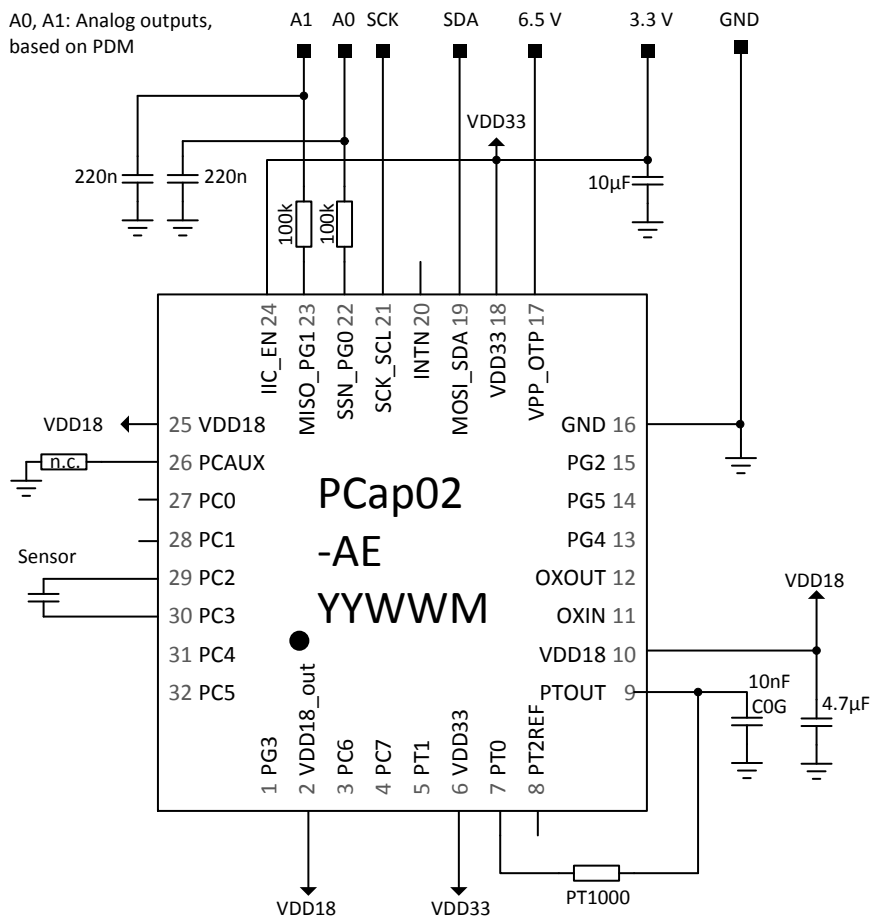 A0, A1: Analog outputs,
based on PDM
A1 A0 SCK SDA 6.5 V 3.3 V GND
VDD33
220n 220n 10µF
100k 100k
IIC_EN 24
MISO_PG1 23
SSN_PG0 22
SCK_SCL 21
INTN 20
MOSI_SDA 19
VDD33 18
VPP_OTP 17
VDD18
25 VDD18
n.c.
26 PCAUX
27 PC0
28 PC1
Sensor
29 PC2
30 PC3
31 PC4
32 PC5
PCap02
-AE
YYWWM
GND 16
PG2 15
PG5 14
PG4 13
OXOUT 12
OXIN 11
VDD18 10
PTOUT 9
VDD18
10nF
C0G
4.7µF
1 PG3
2 VDD18_out
3 PC6
4 PC7
5 PT1
6 VDD33
7 PT0
8 PT2REF
PT1000
VDD18 VDD33